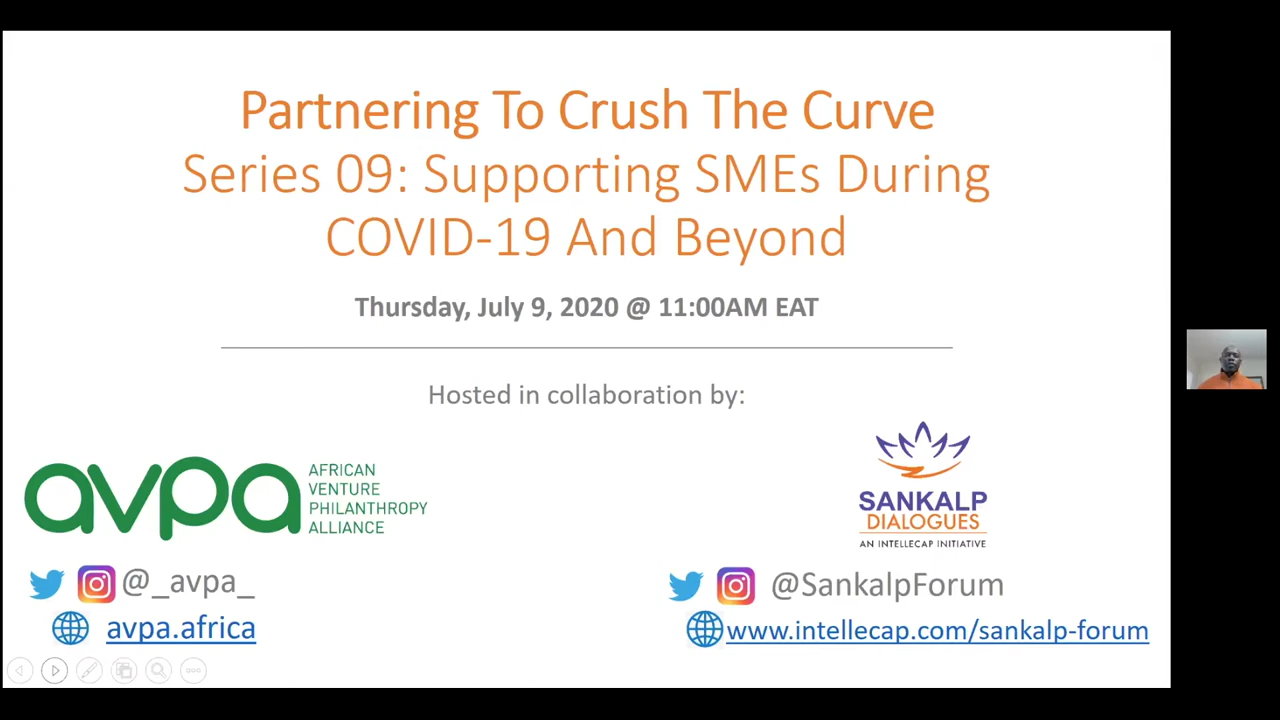 Partnering To Crush The Curve
Series 09: Supporting SMEs During
COVID-19 And Beyond
Thursday, July 9, 2020 @ 11:00AM EAT
Hosted in collaboration by:
avpa
AFRICAN
VENTURE
PHILANTHROPY
ALLIANCE
@_avpa_
avpa.africa
SANKALP
DIALOGUES
AN INTELLECAP INITIATIVE
@SankalpForum
www.intellecap.com/sankalp-forum